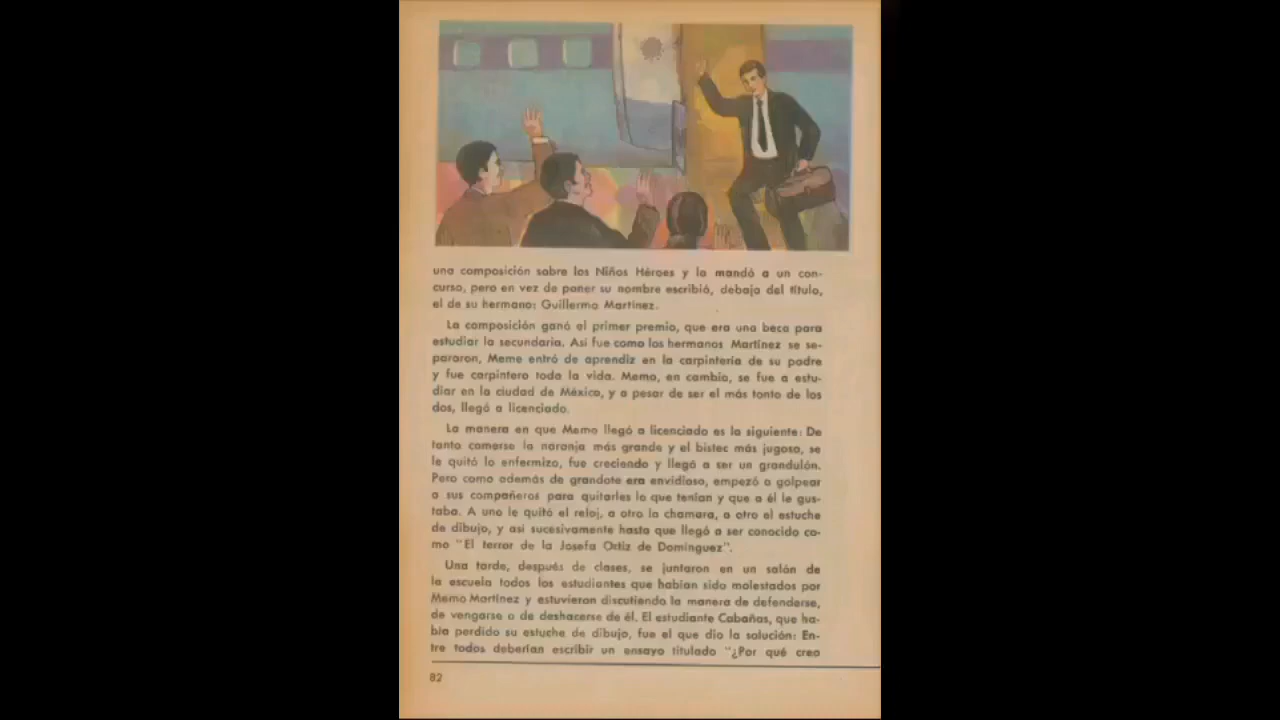 una composición sobre los Niños Héroes y la mandó a un con-
curso, pero en vez de poner su nombre escribió, debajo del título,
el de su hermano: Guillermo Martínez.
La composición ganó el primer premio, que era una beca para
estudiar la secundaria. Así fue como los hermanos Martínez se se-
pararon, Meme entró de aprendiz en la carpintería de su padre
y fue carpintero toda la vida. Memo, en cambio, se fue a estu-
diar en la ciudad de México, y a pesar de ser el más tonto de los
dos, llegó a licenciado.
La manera en que Memo llegó a licenciado es la siguiente: De
tanto comerse la naranja más grande y el bistec más jugoso, se
le quitó lo enfermizo, fue creciendo y llegó a ser un grandulón.
Pero como además de grandote era envidioso, empezó a golpear
a sus compañeros para quitarles lo que tenían y que a él le gus-
taba. A uno le quitó el reloj, a otro la chamara, a otro el estuche
de dibujo, y así sucesivamente hasta que llegó a ser conocido co-
mo "El terror de la Josefa Ortiz de Domínguez".
Una tarde, después de clases, se juntaron en un salón de
la escuela todos los estudiantes que habían sido molestados por
Memo Martínez y estuvieron discutiendo la manera de defenderse,
de vengarse o de deshacerse de él. El estudiante Cabañas, que ha-
bía perdido su estuche de dibujo, fue el que dio la solución: En-
tre todos deberían escribir un ensayo titulado "¿Por qué creo
82